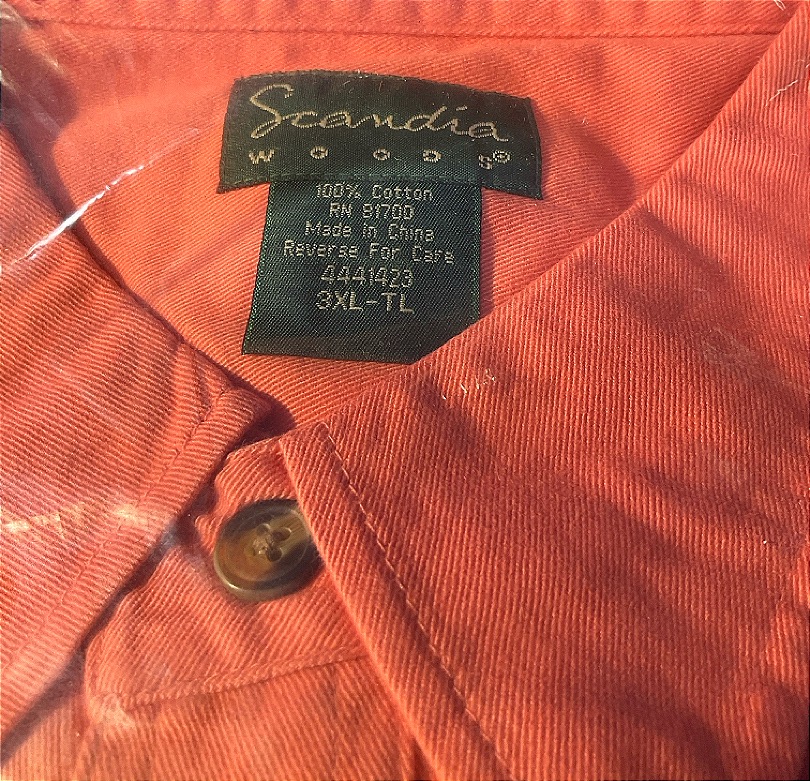 Scandia
WOODS®
100% Cotton
RN 81700
Made in China
Reverse For Care
4441423
3XL-TL